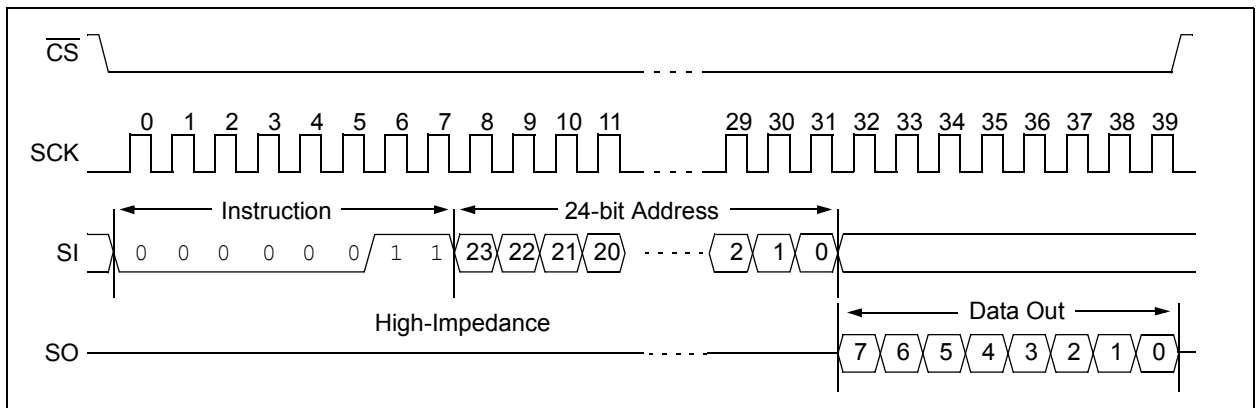 CS
0 1 2 3 4 5 6 7 8 9 10 11 29 30 31 32 33 34 35 36 37 38 39
SCK
Instruction 24-bit Address
SI 0 0 0 0 0 0 1 1 23 22 21 20 2 1 0
Data Out
High-Impedance
SO 7 6 5 4 3 2 1 0